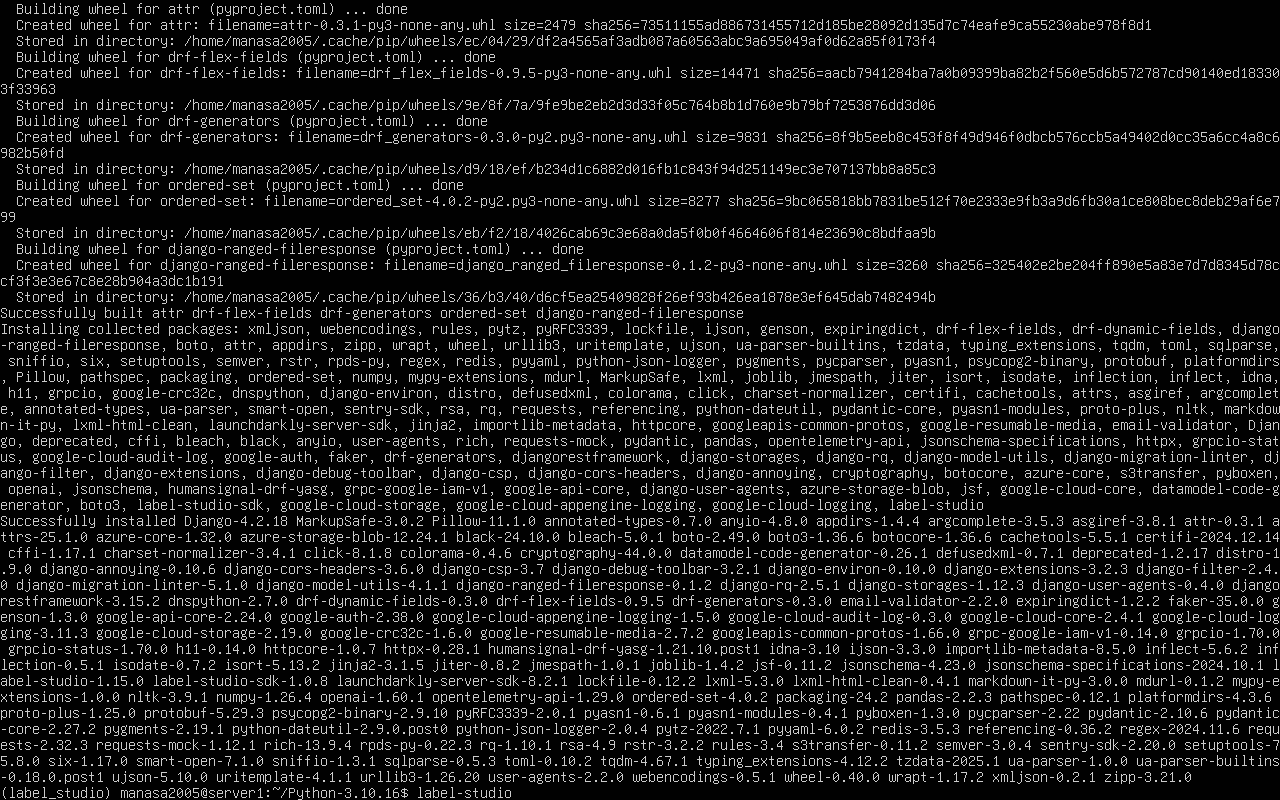 Building wheel for attr (pyproject.toml) ... done
  Created wheel for attr: filename=attr-0.3.1-py3-none-any.whl size=2479 sha256=73511155ad886731455712d185be28092d135d7c74eafe9ca55230abe978f8d1
  Stored in directory: /home/manasa2005/.cache/pip/wheels/ec/04/29/df2a4565af3adb087a60563abc9a695049af0d62a85f0173f4
  Building wheel for drf-flex-fields (pyproject.toml) ... done
  Created wheel for drf-flex-fields: filename=drf_flex_fields-0.9.5-py3-none-any.whl size=14471 sha256=aacb7941284ba7a0b09399ba82b2f560e5d6b572787cd90140ed18330
3f33963
  Stored in directory: /home/manasa2005/.cache/pip/wheels/9e/8f/7a/9fe9be2eb2d3d33f05c764b8b1d760e9b79bf7253876dd3d06
  Building wheel for drf-generators (pyproject.toml) ... done
  Created wheel for drf-generators: filename=drf_generators-0.3.0-py2.py3-none-any.whl size=9831 sha256=8f9b5eeb8c453f8f49d946f0dbcb576ccb5a49402d0cc35a6cc4a8c6
982b50fd
  Stored in directory: /home/manasa2005/.cache/pip/wheels/d9/18/ef/b234d1c6882d016fb1c843f94d251149ec3e707137bb8a85c3
  Building wheel for ordered-set (pyproject.toml) ... done
  Created wheel for ordered-set: filename=ordered_set-4.0.2-py2.py3-none-any.whl size=8277 sha256=9bc065818bb7831be512f70e2333e9fb3a9d6fb30a1ce808bec8deb29af6e7
99
  Stored in directory: /home/manasa2005/.cache/pip/wheels/eb/f2/18/4026cab69c3e68a0da5f0b0f4664606f814e23690c8bdfaa9b
  Building wheel for django-ranged-fileresponse (pyproject.toml) ... done
  Created wheel for django-ranged-fileresponse: filename=django_ranged_fileresponse-0.1.2-py3-none-any.whl size=3260 sha256=325402e2be204ff890e5a83e7d7d8345d78c
cf3f3e3e67c8e28b904a3dc1b191
  Stored in directory: /home/manasa2005/.cache/pip/wheels/36/b3/40/d6cf5ea25409828f26ef93b426ea1878e3ef645dab7482494b
Successfully built attr drf-flex-fields drf-generators ordered-set django-ranged-fileresponse
Installing collected packages: xmljson, webencodings, rules, pytz, pyRFC3339, lockfile, ijson, genson, expiringdict, drf-flex-fields, drf-dynamic-fields, django
-ranged-fileresponse, boto, attr, appdirs, zipp, wrapt, wheel, urllib3, uritemplate, ujson, ua-parser-builtins, tzdata, typing_extensions, tqdm, toml, sqlparse,
 sniffio, six, setuptools, semver, rstr, rpds-py, regex, redis, pyyaml, python-json-logger, pygments, pycparser, pyasn1, psycopg2-binary, protobuf, platformdirs
, Pillow, pathspec, packaging, ordered-set, numpy, mypy-extensions, mdurl, MarkupSafe, lxml, joblib, jmespath, jiter, isort, isodate, inflection, inflect, idna,
 h11, grpcio, google-crc32c, dnspython, django-environ, distro, defusedxml, colorama, click, charset-normalizer, certifi, cachetools, attrs, asgiref, argcomplet
e, annotated-types, ua-parser, smart-open, sentry-sdk, rsa, rq, requests, referencing, python-dateutil, pydantic-core, pyasn1-modules, proto-plus, nltk, markdow
n-it-py, lxml-html-clean, launchdarkly-server-sdk, jinja2, importlib-metadata, httpcore, googleapis-common-protos, google-resumable-media, email-validator, Djan
go, deprecated, cffi, bleach, black, anyio, user-agents, rich, requests-mock, pydantic, pandas, opentelemetry-api, jsonschema-specifications, httpx, grpcio-stat
us, google-cloud-audit-log, google-auth, faker, drf-generators, djangorestframework, django-storages, django-rq, django-model-utils, django-migration-linter, dj
ango-filter, django-extensions, django-debug-toolbar, django-csp, django-cors-headers, django-annoying, cryptography, botocore, azure-core, s3transfer, pyboxen,
 openai, jsonschema, humansignal-drf-yasg, grpc-google-iam-v1, google-api-core, django-user-agents, azure-storage-blob, jsf, google-cloud-core, datamodel-code-g
enerator, boto3, label-studio-sdk, google-cloud-storage, google-cloud-appengine-logging, google-cloud-logging, label-studio
Successfully installed Django-4.2.18 MarkupSafe-3.0.2 Pillow-11.1.0 annotated-types-0.7.0 anyio-4.8.0 appdirs-1.4.4 argcomplete-3.5.3 asgiref-3.8.1 attr-0.3.1 a
ttrs-25.1.0 azure-core-1.32.0 azure-storage-blob-12.24.1 black-24.10.0 bleach-5.0.1 boto-2.49.0 boto3-1.36.6 botocore-1.36.6 cachetools-5.5.1 certifi-2024.12.14
 cffi-1.17.1 charset-normalizer-3.4.1 click-8.1.8 colorama-0.4.6 cryptography-44.0.0 datamodel-code-generator-0.26.1 defusedxml-0.7.1 deprecated-1.2.17 distro-1
.9.0 django-annoying-0.10.6 django-cors-headers-3.6.0 django-csp-3.7 django-debug-toolbar-3.2.1 django-environ-0.10.0 django-extensions-3.2.3 django-filter-2.4.
0 django-migration-linter-5.1.0 django-model-utils-4.1.1 django-ranged-fileresponse-0.1.2 django-rq-2.5.1 django-storages-1.12.3 django-user-agents-0.4.0 django
restframework-3.15.2 dnspython-2.7.0 drf-dynamic-fields-0.3.0 drf-flex-fields-0.9.5 drf-generators-0.3.0 email-validator-2.2.0 expiringdict-1.2.2 faker-35.0.0 g
enson-1.3.0 google-api-core-2.24.0 google-auth-2.38.0 google-cloud-appengine-logging-1.5.0 google-cloud-audit-log-0.3.0 google-cloud-core-2.4.1 google-cloud-log
ging-3.11.3 google-cloud-storage-2.19.0 google-crc32c-1.6.0 google-resumable-media-2.7.2 googleapis-common-protos-1.66.0 grpc-google-iam-v1-0.14.0 grpcio-1.70.0
 grpcio-status-1.70.0 h11-0.14.0 httpcore-1.0.7 httpx-0.28.1 humansignal-drf-yasg-1.21.10.post1 idna-3.10 ijson-3.3.0 importlib-metadata-8.5.0 inflect-5.6.2 inf
lection-0.5.1 isodate-0.7.2 isort-5.13.2 jinja2-3.1.5 jiter-0.8.2 jmespath-1.0.1 joblib-1.4.2 jsf-0.11.2 jsonschema-4.23.0 jsonschema-specifications-2024.10.1 l
abel-studio-1.15.0 label-studio-sdk-1.0.8 launchdarkly-server-sdk-8.2.1 lockfile-0.12.2 lxml-5.3.0 lxml-html-clean-0.4.1 markdown-it-py-3.0.0 mdurl-0.1.2 mypy-e
xtensions-1.0.0 nltk-3.9.1 numpy-1.26.4 openai-1.60.1 opentelemetry-api-1.29.0 ordered-set-4.0.2 packaging-24.2 pandas-2.2.3 pathspec-0.12.1 platformdirs-4.3.6
proto-plus-1.25.0 protobuf-5.29.3 psycopg2-binary-2.9.10 pyRFC3339-2.0.1 pyasn1-0.6.1 pyasn1-modules-0.4.1 pyboxen-1.3.0 pycparser-2.22 pydantic-2.10.6 pydantic
-core-2.27.2 pygments-2.19.1 python-dateutil-2.9.0.post0 python-json-logger-2.0.4 pytz-2022.7.1 pyyaml-6.0.2 redis-3.5.3 referencing-0.36.2 regex-2024.11.6 requ
ests-2.32.3 requests-mock-1.12.1 rich-13.9.4 rpds-py-0.22.3 rq-1.10.1 rsa-4.9 rstr-3.2.2 rules-3.4 s3transfer-0.11.2 semver-3.0.4 sentry-sdk-2.20.0 setuptools-7
5.8.0 six-1.17.0 smart-open-7.1.0 sniffio-1.3.1 sqlparse-0.5.3 toml-0.10.2 tqdm-4.67.1 typing_extensions-4.12.2 tzdata-2025.1 ua-parser-1.0.0 ua-parser-builtins
-0.18.0.post1 ujson-5.10.0 uritemplate-4.1.1 urllib3-1.26.20 user-agents-2.2.0 webencodings-0.5.1 wheel-0.40.0 wrapt-1.17.2 xmljson-0.2.1 zipp-3.21.0
(label_studio) manasa2005@server1:~/Python-3.10.16$ label-studio